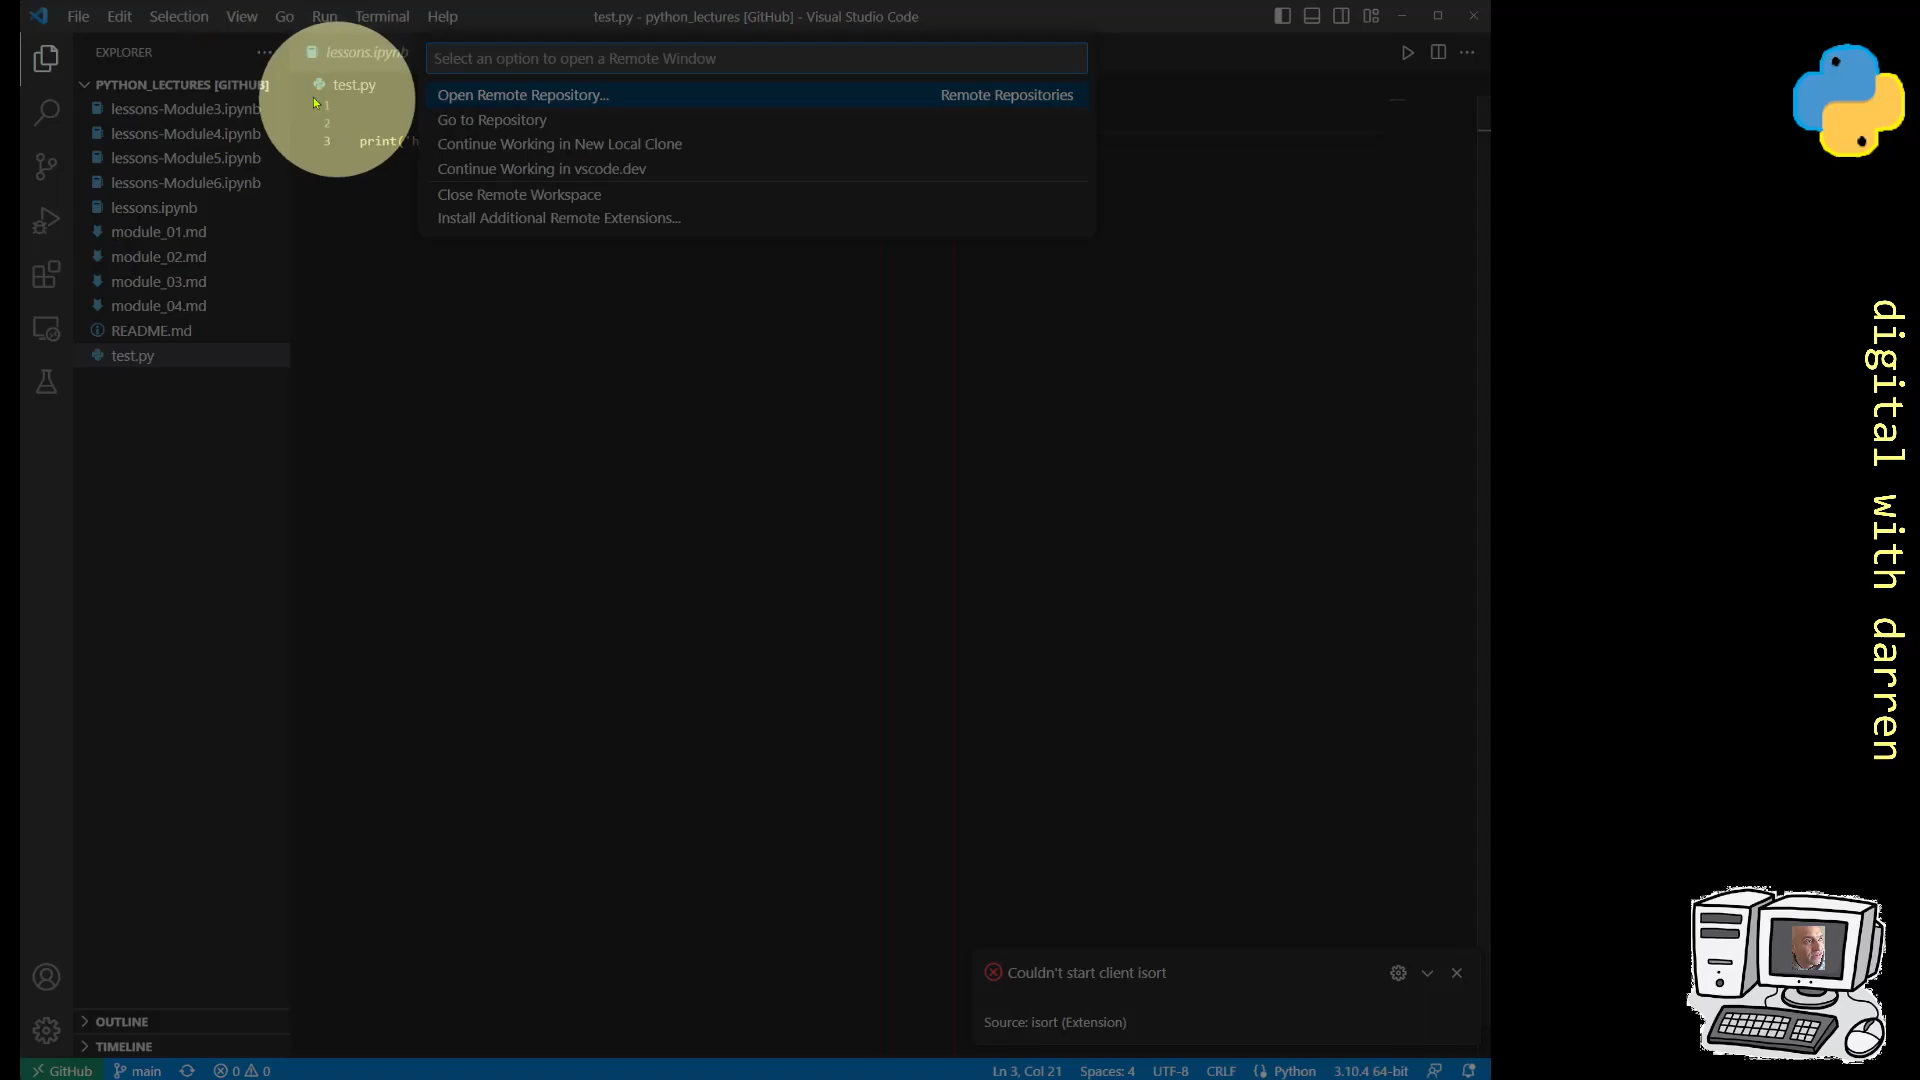 File Edit Selection View Go Run Terminal Help
test.py - python_lectures [GitHub] - Visual Studio Code
EXPLORER
PYTHON_LECTURES [GITHUB]
lessons-Module3.ipynb
lessons-Module4.ipynb
lessons-Module5.ipynb
lessons-Module6.ipynb
lessons.ipynb
module_01.md
module_02.md
module_03.md
module_04.md
README.md
test.py
OUTLINE
TIMELINE
lessons.ipynb
test.py
1
2
3 print('h
Select an option to open a Remote Window
Open Remote Repository... Remote Repositories
Go to Repository
Continue Working in New Local Clone
Continue Working in vscode.dev
Close Remote Workspace
Install Additional Remote Extensions...
Couldn't start client isort
Source: isort (Extension)
GitHub main 0 0 Ln 3, Col 21 Spaces: 4 UTF-8 CRLF Python 3.10.4 64-bit
digital with darren